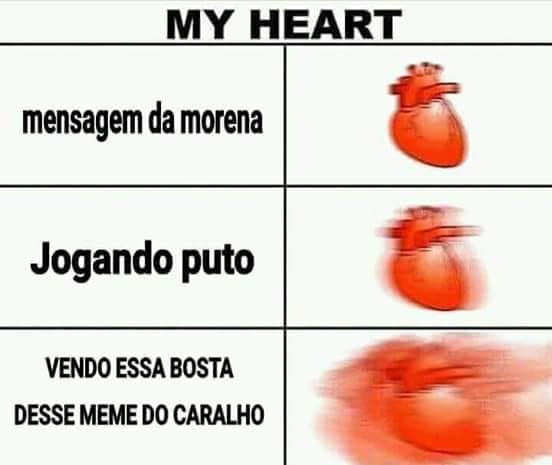 MY HEART
mensagem da morena
Jogando puto
VENDO ESSA BOSTA
DESSE MEME DO CARALHO